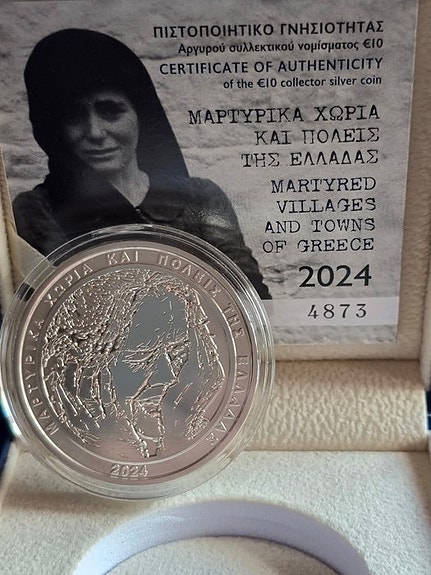 ΠΙΣΤΟΠΟΙΗΤΙΚΟ ΓΝΗΣΙΟΤΗΤΑΣ
Αργυρού συλλεκτικού νομίσματος €10
CERTIFICATE OF AUTHENTICITY
of the €10 collector silver coin
ΜΑΡΤΥΡΙΚΑ ΧΩΡΙΑ
ΚΑΙ ΠΟΛΕΙΣ
ΤΗΣ ΕΛΛΑΔΑΣ
MARTYRED
VILLAGES
AND TOWNS
OF GREECE
2024
4873
ΜΑΡΤΥΡΙΚΑ ΧΩΡΙΑ ΚΑΙ ΠΟΛΕΙΣ ΤΗΣ ΕΛΛΑΔΑΣ
2024